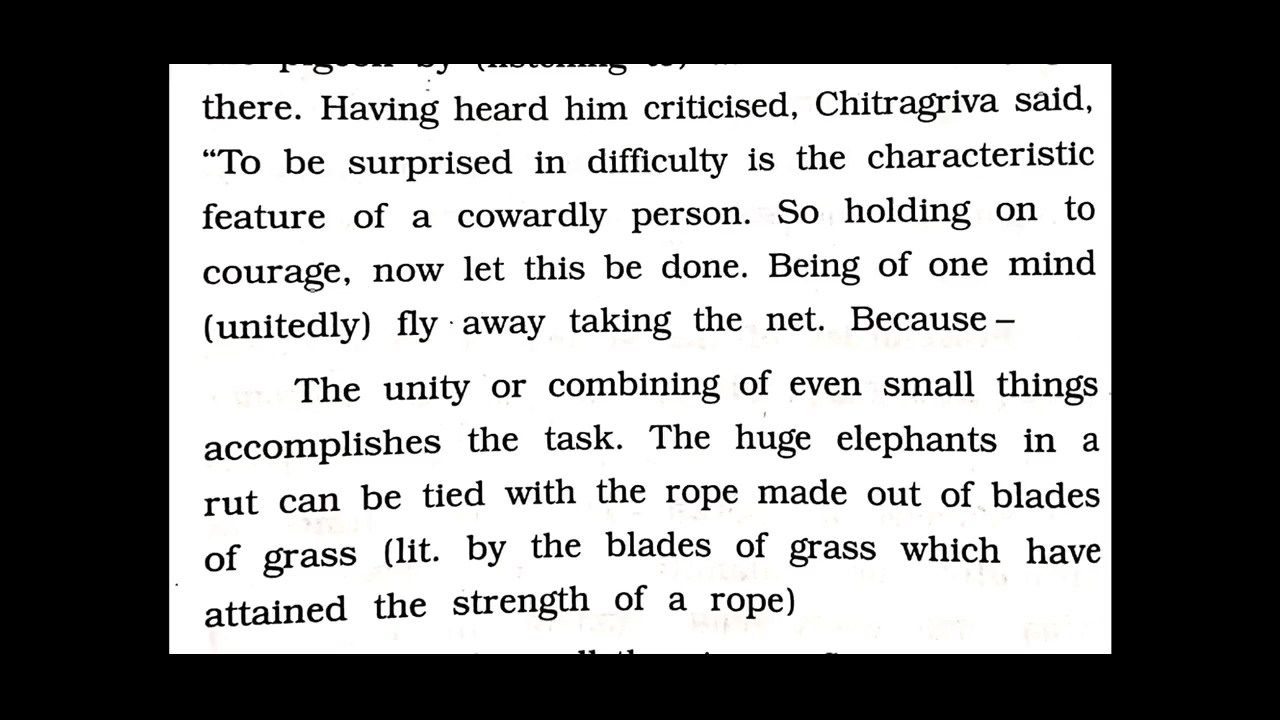 there. Having heard him criticised, Chitragriva said,
“To be surprised in difficulty is the characteristic
feature of a cowardly person. So holding on to
courage, now let this be done. Being of one mind
(unitedly) fly away taking the net. Because –
The unity or combining of even small things
accomplishes the task. The huge elephants in a
rut can be tied with the rope made out of blades
of grass (lit. by the blades of grass which have
attained the strength of a rope)